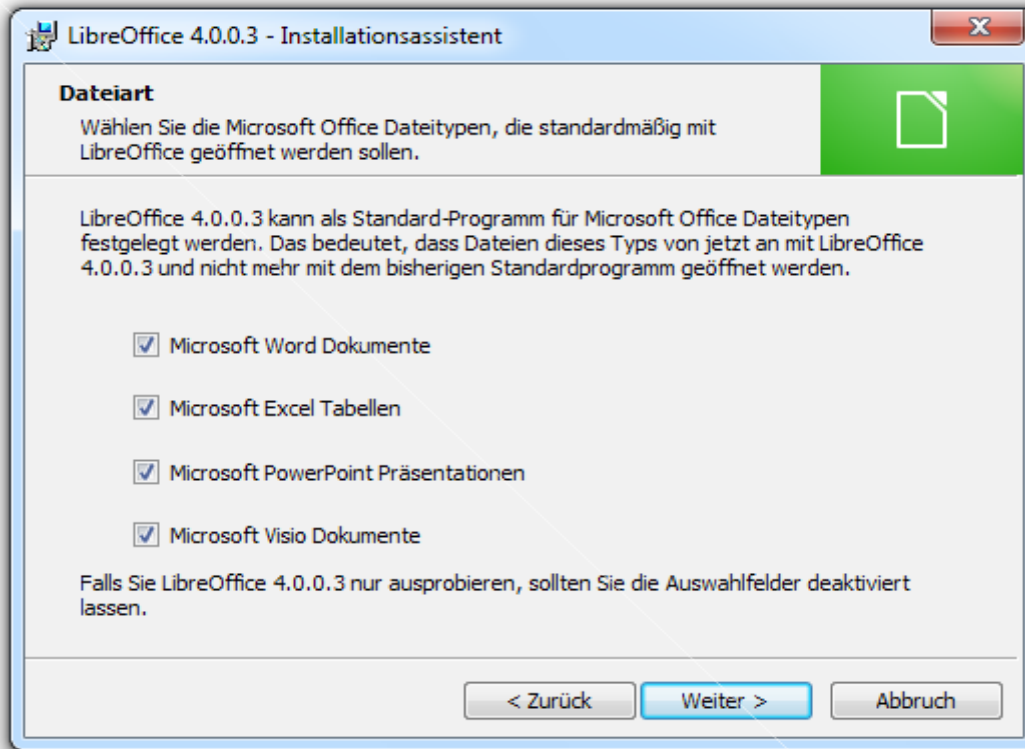 LibreOffice 4.0.0.3 - Installationsassistent
Dateiart
Wählen Sie die Microsoft Office Dateitypen, die standardmäßig mit
LibreOffice geöffnet werden sollen.
LibreOffice 4.0.0.3 kann als Standard-Programm für Microsoft Office Dateitypen
festgelegt werden. Das bedeutet, dass Dateien dieses Typs von jetzt an mit LibreOffice
4.0.0.3 und nicht mehr mit dem bisherigen Standardprogramm geöffnet werden.
Microsoft Word Dokumente
Microsoft Excel Tabellen
Microsoft PowerPoint Präsentationen
Microsoft Visio Dokumente
Falls Sie LibreOffice 4.0.0.3 nur ausprobieren, sollten Sie die Auswahlfelder deaktiviert
lassen.
< Zurück Weiter > Abbruch